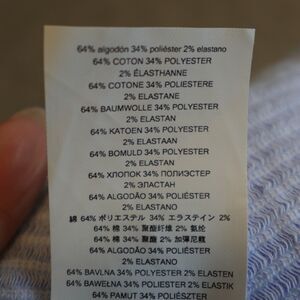 64% algodón 34% poliéster 2% elastano
64% COTON 34% POLYESTER
2% ÉLASTHANNE
64% COTONE 34% POLIESTERE
2% ELASTANE
64% BAUMWOLLE 34% POLYESTER
2% ELASTAN
64% KATOEN 34% POLYESTER
2% ELASTAAN
64% BOMULD 34% POLYESTER
2% ELASTAN
64% ХЛОПОК 34% ПОЛИЭСТЕР
2% ЭЛАСТАН
64% ALGODÃO 34% POLIÉSTER
2% ELASTANO
綿 64% ポリエステル 34% エラステイン 2%
64% 棉 34% 聚酯纤维 2% 氨纶
64% 棉 34% 聚酯 2% 加彈尼龍
64% ALGODÃO 34% POLIÉSTER
2% ELASTANO
64% BAVLNA 34% POLYESTER 2% ELASTEN
64% BAWEŁNA 34% POLIESTER 2% ELASTIK
64% PAMUT 34% POLIÉSZTER